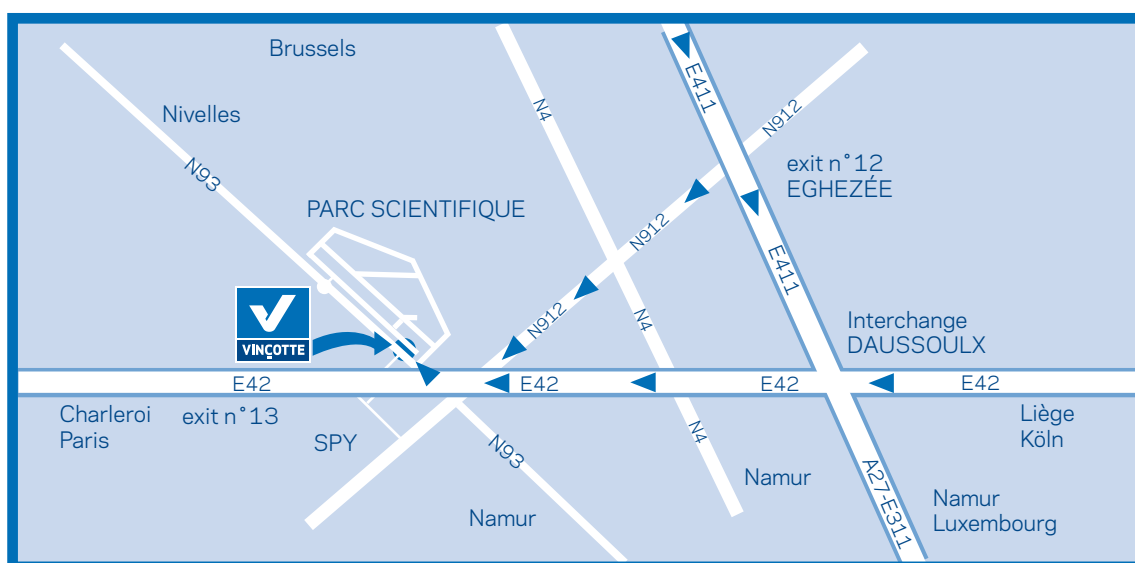 Brussels
Nivelles
N93
PARC SCIENTIFIQUE
N4
E411
N912
exit n°12
EGHEZÉE
N912
E411
N912
N4
VINÇOTTE
Interchange
DAUSSOULX
E42
E42
E42
E42
Charleroi
Paris
exit n°13
SPY
N93
N4
Liège
Köln
Namur
Namur
A27-E311
Namur
Luxembourg